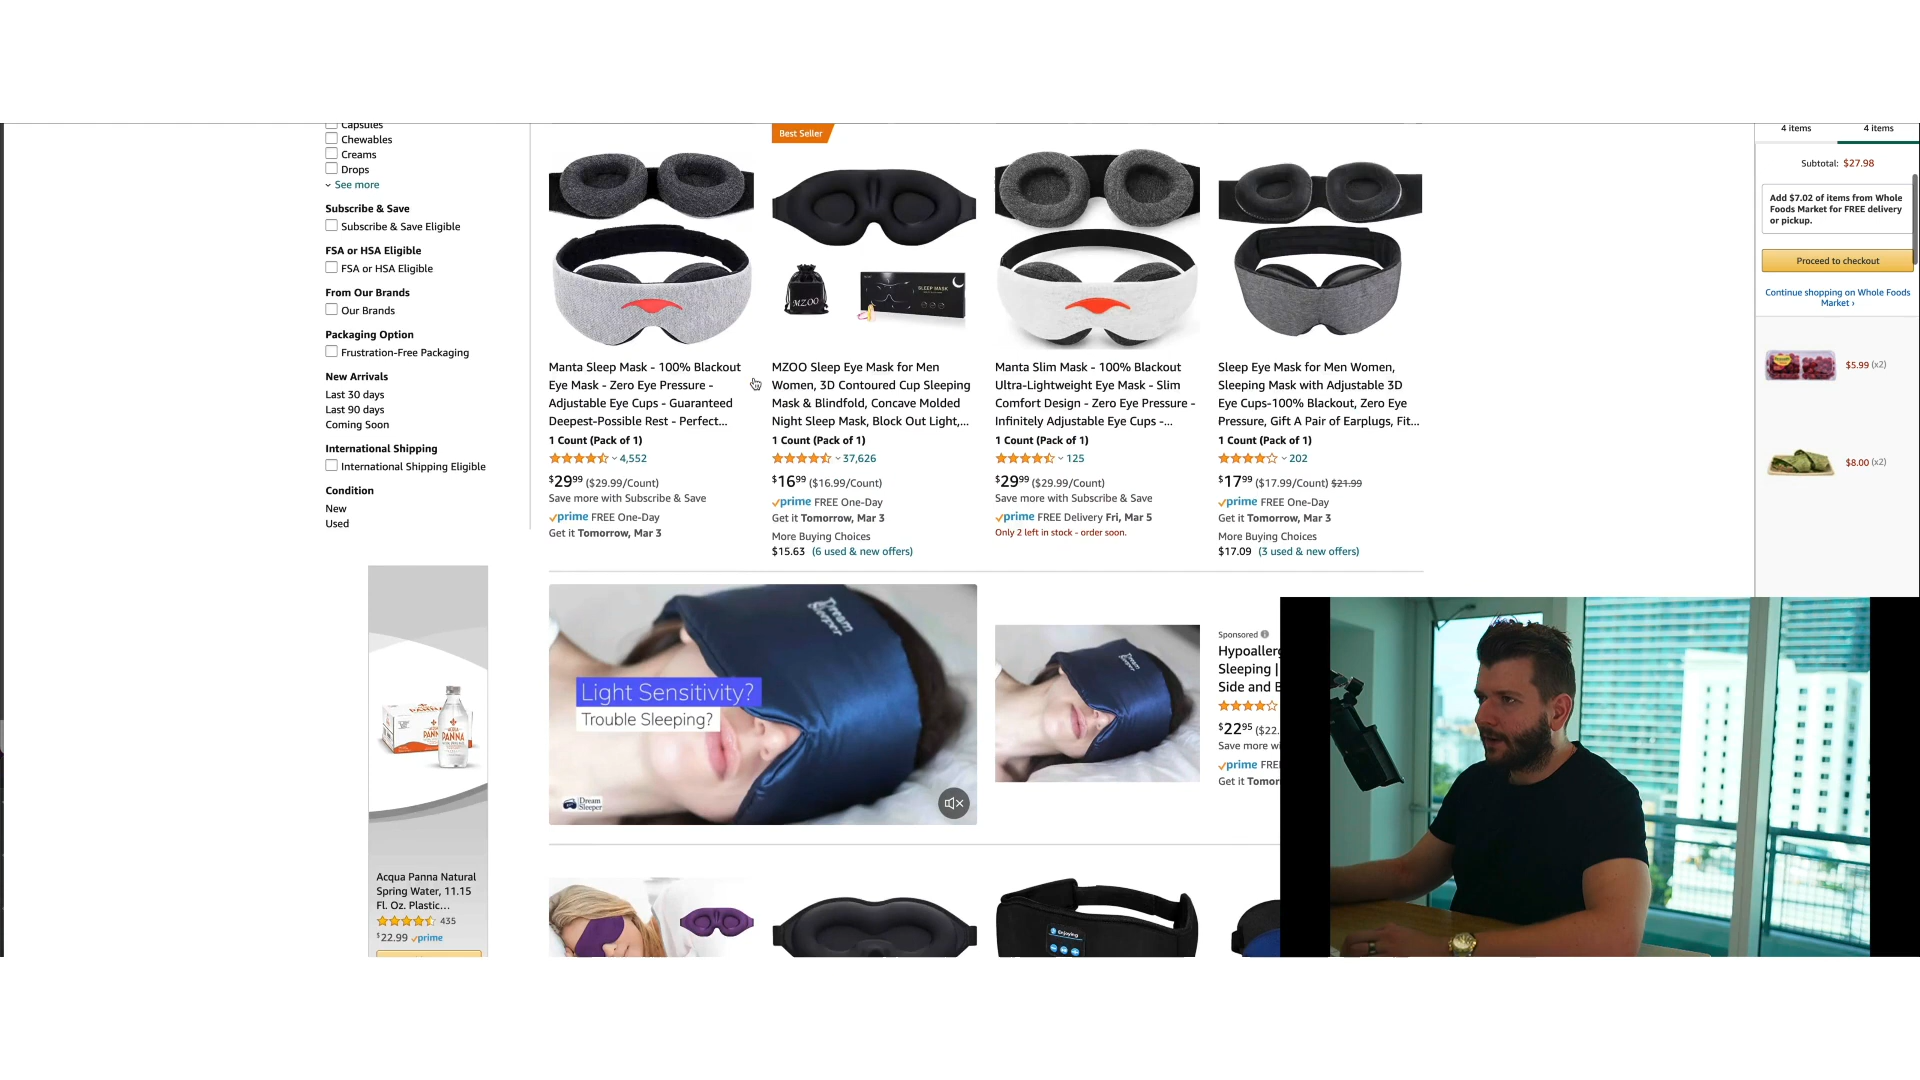 Capsules
Chewables
Creams
Drops
See more
Subscribe & Save
Subscribe & Save Eligible
FSA or HSA Eligible
FSA or HSA Eligible
From Our Brands
Our Brands
Packaging Option
Frustration-Free Packaging
New Arrivals
Last 30 days
Last 90 days
Coming Soon
International Shipping
International Shipping Eligible
Condition
New
Used
Acqua Panna Natural
Spring Water, 11.15
Fl. Oz. Plastic...
435
$22.99 prime
Manta Sleep Mask - 100% Blackout
Eye Mask - Zero Eye Pressure -
Adjustable Eye Cups - Guaranteed
Deepest-Possible Rest - Perfect...
1 Count (Pack of 1)
4,552
$29.99 ($29.99/Count)
Save more with Subscribe & Save
prime FREE One-Day
Get it Tomorrow, Mar 3
Best Seller
MZOO
SLEEP MASK
MZOO Sleep Eye Mask for Men
Women, 3D Contoured Cup Sleeping
Mask & Blindfold, Concave Molded
Night Sleep Mask, Block Out Light,...
1 Count (Pack of 1)
37,626
$16.99 ($16.99/Count)
prime FREE One-Day
Get it Tomorrow, Mar 3
More Buying Choices
$15.63 (6 used & new offers)
Manta Slim Mask - 100% Blackout
Ultra-Lightweight Eye Mask - Slim
Comfort Design - Zero Eye Pressure -
Infinitely Adjustable Eye Cups -...
1 Count (Pack of 1)
125
$29.99 ($29.99/Count)
Save more with Subscribe & Save
prime FREE Delivery Fri, Mar 5
Only 2 left in stock - order soon.
Sleep Eye Mask for Men Women,
Sleeping Mask with Adjustable 3D
Eye Cups-100% Blackout, Zero Eye
Pressure, Gift A Pair of Earplugs, Fit...
1 Count (Pack of 1)
202
$17.99 ($17.99/Count) $21.99
prime FREE One-Day
Get it Tomorrow, Mar 3
More Buying Choices
$17.09 (3 used & new offers)
Dream
Sleeper
Light Sensitivity?
Trouble Sleeping?
Dream
Sleeper
Dream
Sleeper
Sponsored
Hypoallerg
Sleeping |
Side and B
$22.95 ($22.
Save more wi
prime FREE
Get it Tomor
Enjoying
4 items
4 items
Subtotal: $27.98
Add $7.02 of items from Whole
Foods Market for FREE delivery
or pickup.
Proceed to checkout
Continue shopping on Whole Foods
Market ›
$5.99 (x2)
$8.00 (x2)